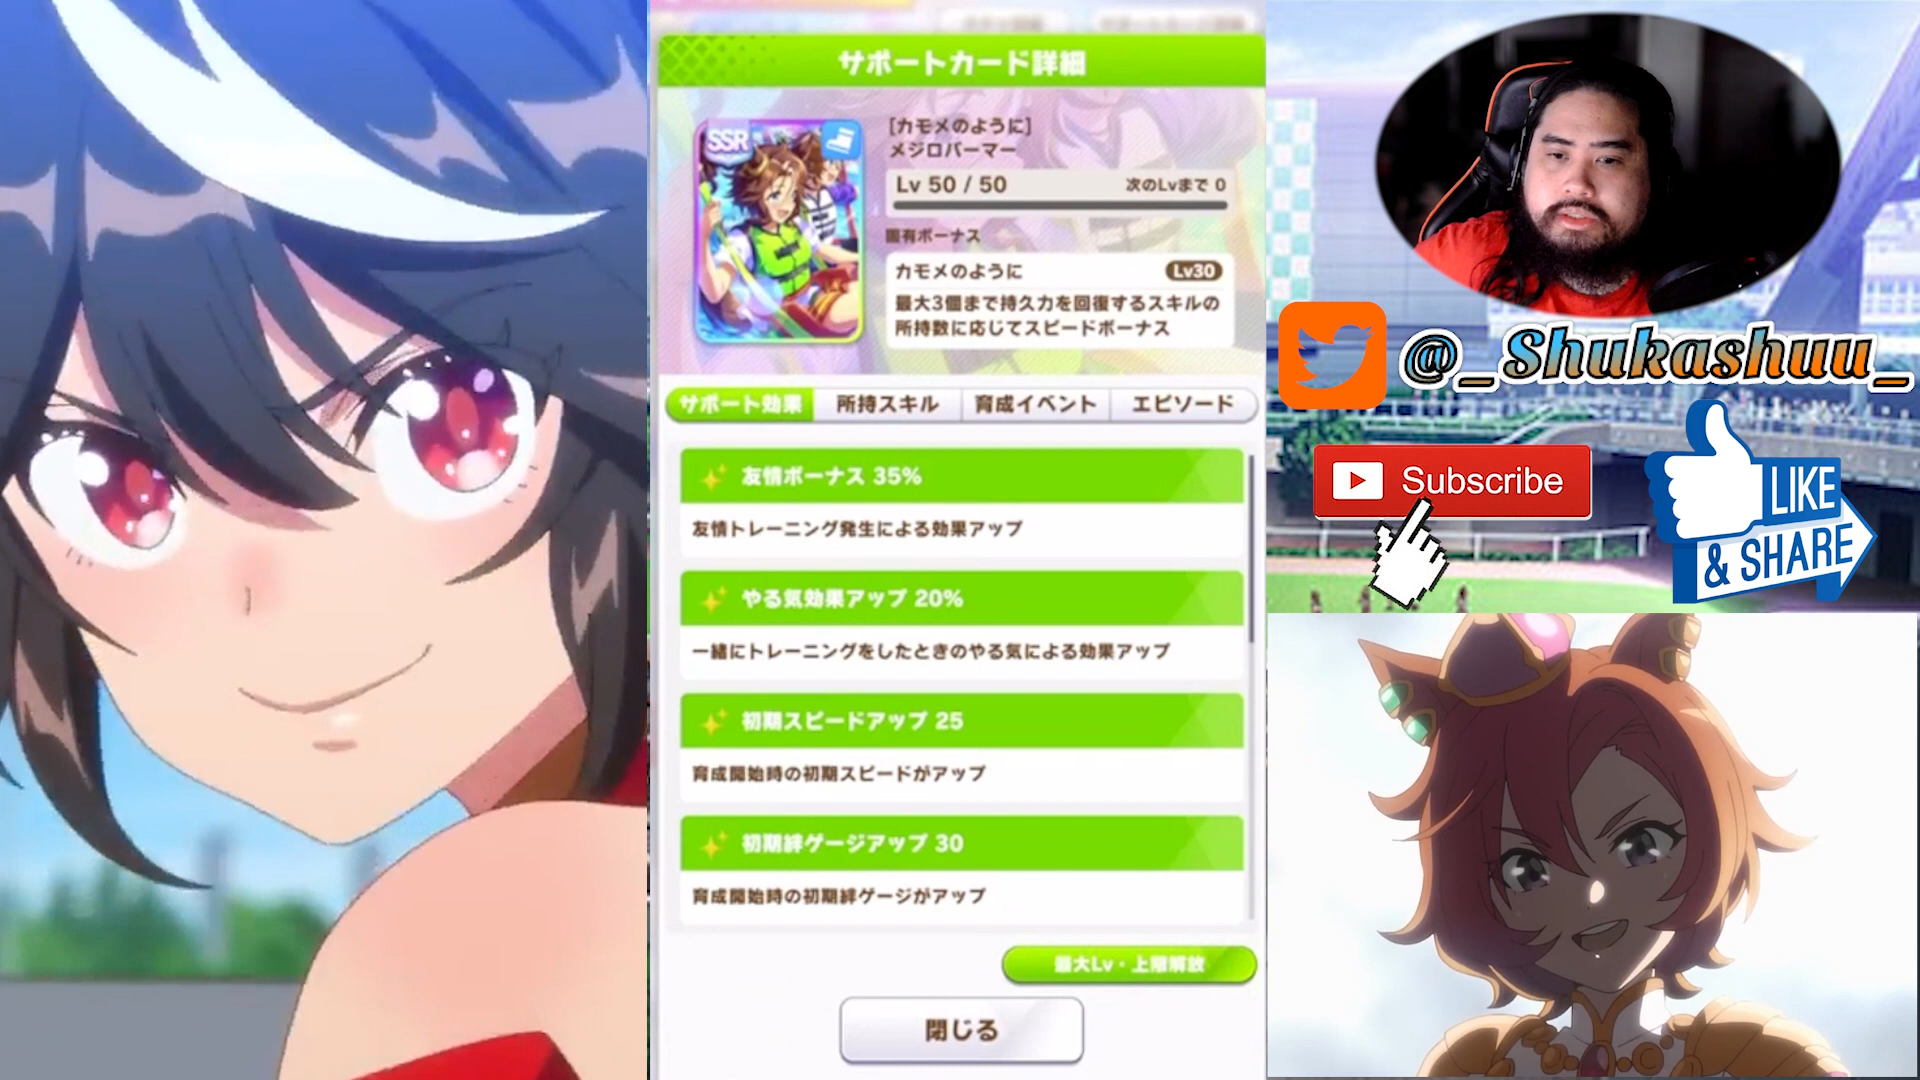 サポートカード詳細
SSR
[カモメのように]
メジロパーマー
Lv 50 / 50
次のLvまで 0
固有ボーナス
カモメのように
Lv30
最大3個まで持久力を回復するスキルの
所持数に応じてスピードボーナス
サポート効果
所持スキル
育成イベント
エピソード
友情ボーナス 35%
友情トレーニング発生による効果アップ
やる気効果アップ 20%
一緒にトレーニングをしたときのやる気による効果アップ
初期スピードアップ 25
育成開始時の初期スピードがアップ
初期絆ゲージアップ 30
育成開始時の初期絆ゲージがアップ
最大Lv・上限解放
閉じる
@_Shukashuu_
Subscribe
LIKE
& SHARE